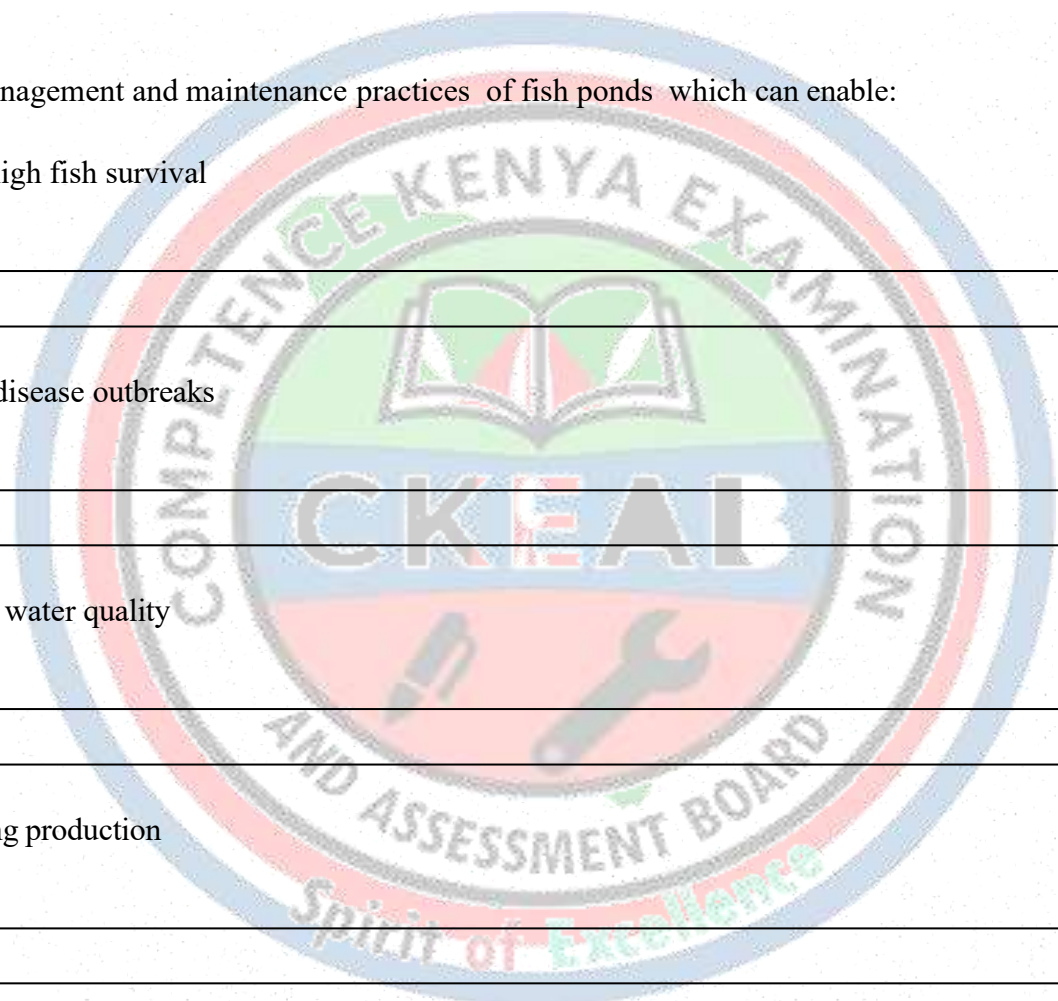 nagement and maintenance practices of fish ponds which can enable:
igh fish survival
COMPETENCE KENYA EXAMINATION
disease outbreaks
CKEAB
water quality
AND ASSESSMENT BOARD
ng production
Spirit of Excellence